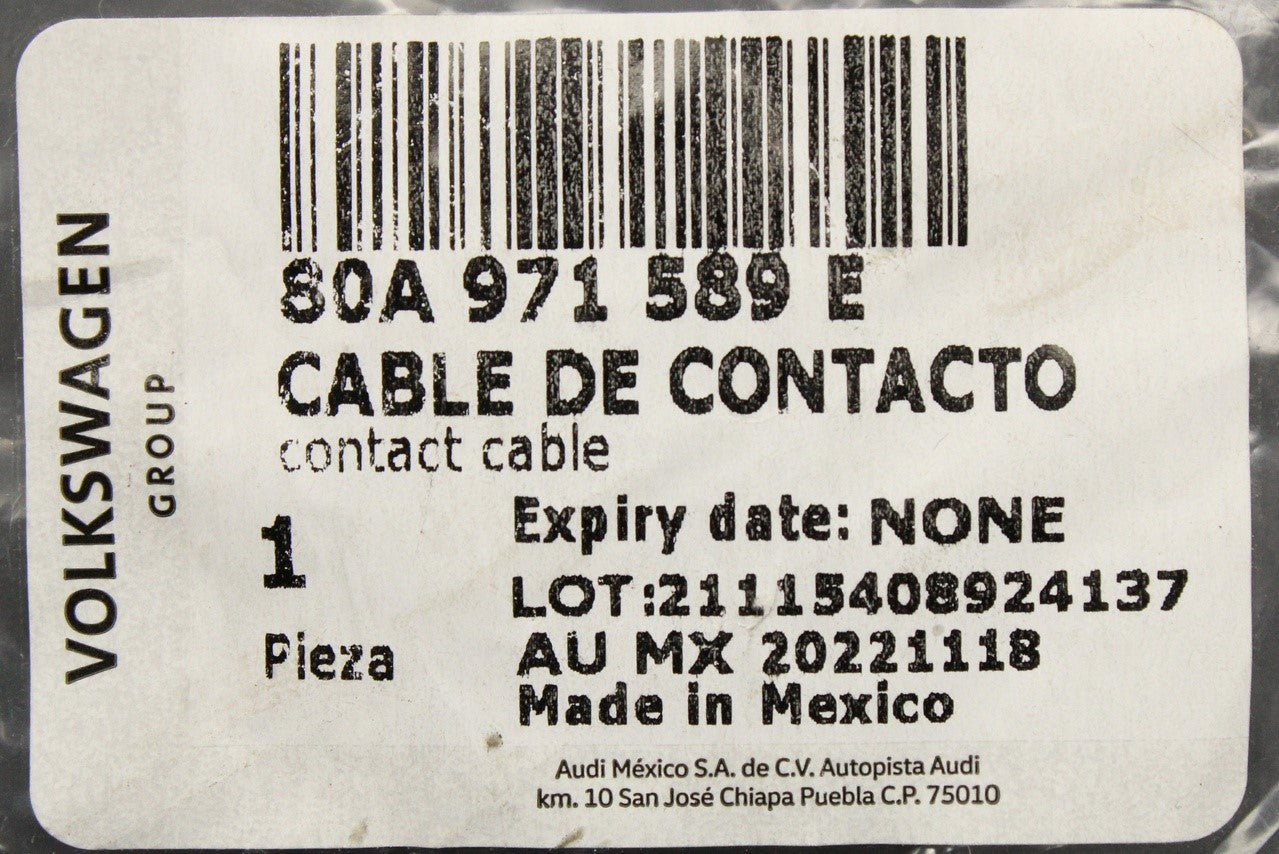 VOLKSWAGEN
GROUP
80A 971 589 E
CABLE DE CONTACTO
contact cable
1
Pieza
Expiry date: NONE
LOT:21115408924137
AU MX 20221118
Made in Mexico
Audi México S.A. de C.V. Autopista Audi
km. 10 San José Chiapa Puebla C.P. 75010